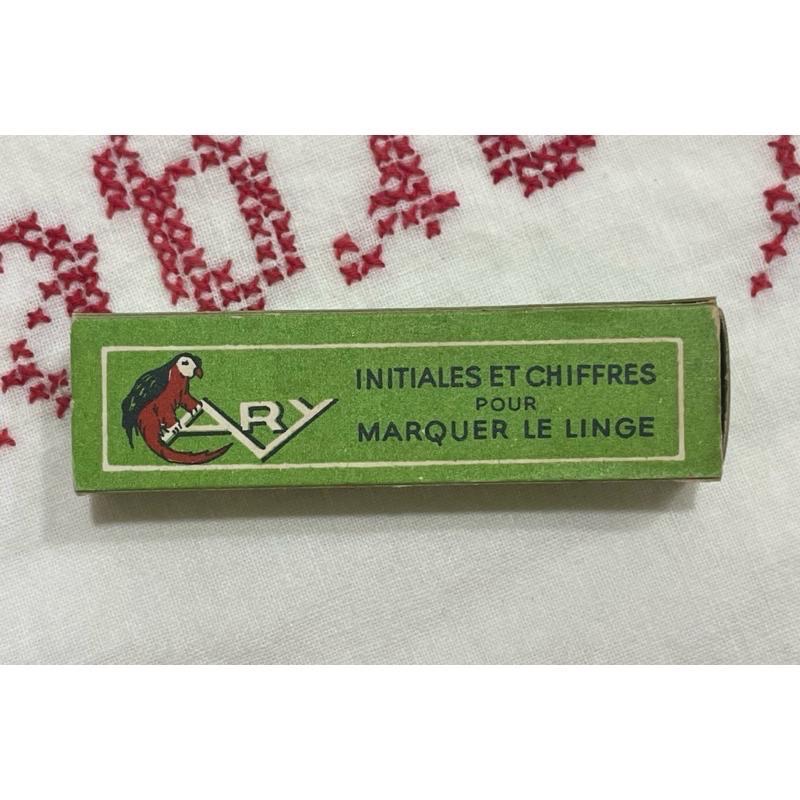 ARY
INITIALES ET CHIFFRES
POUR
MARQUER LE LINGE